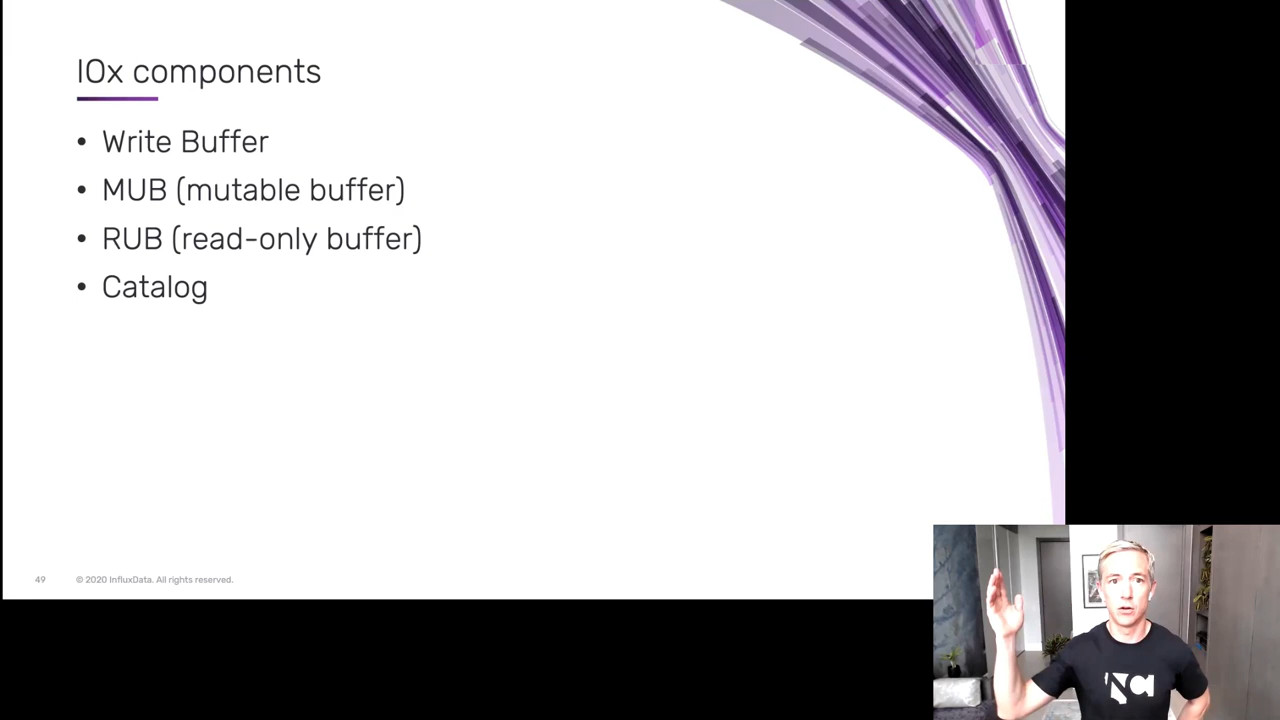 IOx components
• Write Buffer
• MUB (mutable buffer)
• RUB (read-only buffer)
• Catalog
49 © 2020 InfluxData. All rights reserved.